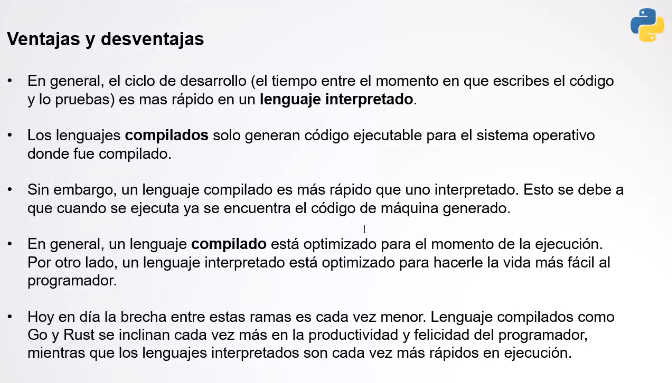 Ventajas y desventajas
• En general, el ciclo de desarrollo (el tiempo entre el momento en que escribes el código
y lo pruebas) es mas rápido en un lenguaje interpretado.
• Los lenguajes compilados solo generan código ejecutable para el sistema operativo
donde fue compilado.
• Sin embargo, un lenguaje compilado es más rápido que uno interpretado. Esto se debe a
que cuando se ejecuta ya se encuentra el código de máquina generado.
• En general, un lenguaje compilado está optimizado para el momento de la ejecución.
Por otro lado, un lenguaje interpretado está optimizado para hacerle la vida más fácil al
programador.
• Hoy en día la brecha entre estas ramas es cada vez menor. Lenguaje compilados como
Go y Rust se inclinan cada vez más en la productividad y felicidad del programador,
mientras que los lenguajes interpretados son cada vez más rápidos en ejecución.